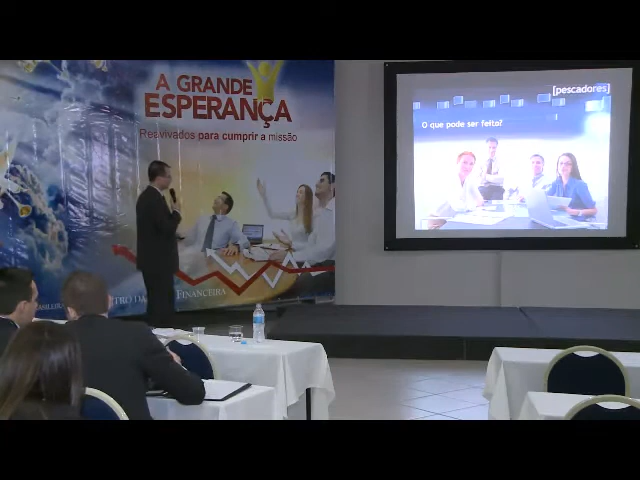 A GRANDE
ESPERANÇA
Reavivados para cumprir a missão
[pescadores]
O que pode ser feito?
FINANCEIRA